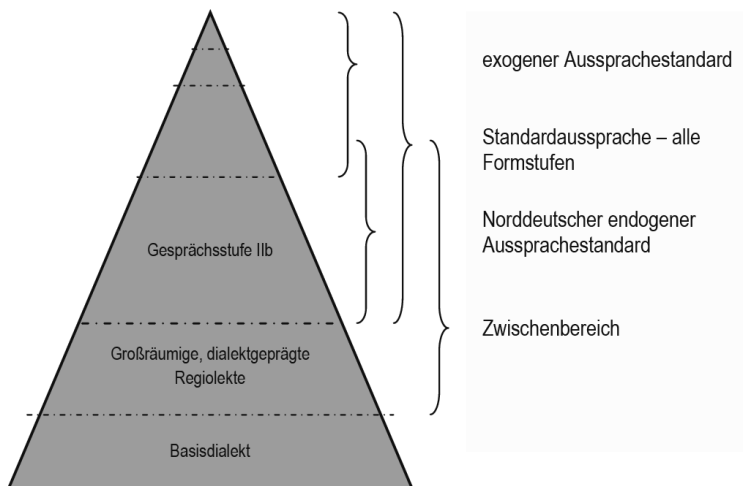 exogener Aussprachestandard
Standardaussprache – alle
Formstufen
Norddeutscher endogener
Aussprachestandard
Zwischenbereich
Gesprächsstufe IIb
Großräumige, dialektgeprägte
Regiolekte
Basisdialekt